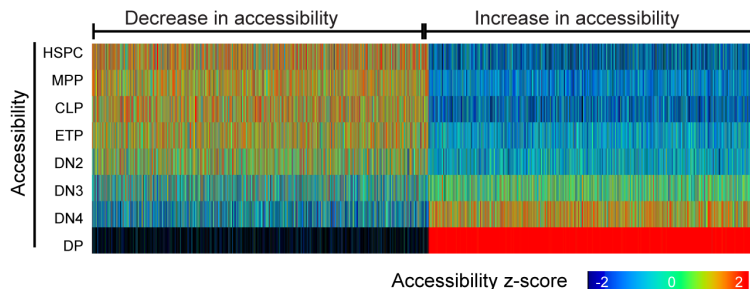 Decrease in accessibility Increase in accessibility
Accessibility
HSPC
MPP
CLP
ETP
DN2
DN3
DN4
DP
Accessibility z-score -2 0 2